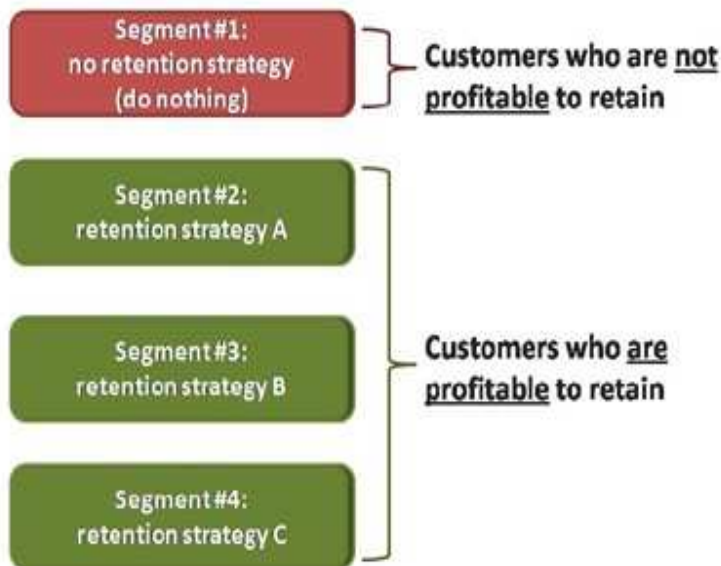 Segment #1:
no retention strategy
(do nothing)
Customers who are not
profitable to retain
Segment #2:
retention strategy A
Segment #3:
retention strategy B
Customers who are
profitable to retain
Segment #4:
retention strategy C